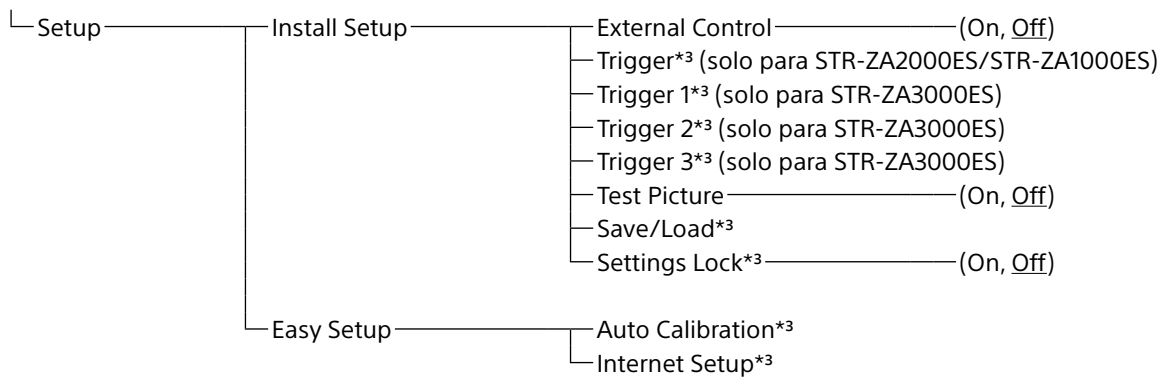 Setup Install Setup External Control (On, Off)
Trigger*³ (solo para STR-ZA2000ES/STR-ZA1000ES)
Trigger 1*³ (solo para STR-ZA3000ES)
Trigger 2*³ (solo para STR-ZA3000ES)
Trigger 3*³ (solo para STR-ZA3000ES)
Test Picture (On, Off)
Save/Load*³
Settings Lock*³ (On, Off)
Easy Setup Auto Calibration*³
Internet Setup*³